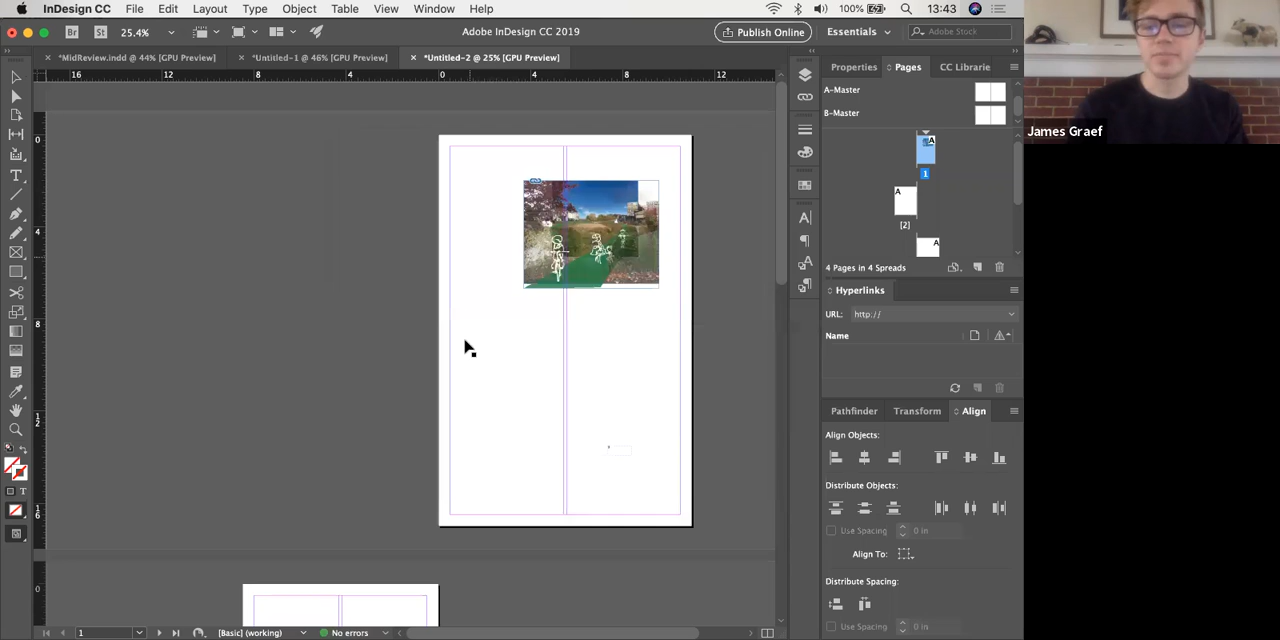 InDesign CC File Edit Layout Type Object Table View Window Help 100% 13:43
Br St 25.4% Adobe InDesign CC 2019 Publish Online Essentials Adobe Stock
*MidReview.indd @ 44% [GPU Preview] *Untitled-1 @ 46% [GPU Preview] *Untitled-2 @ 25% [GPU Preview]
16 12 8 4 0 4 8 12
0
4
8
1
2
1
6
0
Properties Pages CC Librarie
A-Master
B-Master
A
1
A
[2]
A
4 Pages in 4 Spreads
Hyperlinks
URL: http://
Name
Pathfinder Transform Align
Align Objects:
Distribute Objects:
Use Spacing 0 in
Align To:
Distribute Spacing:
Use Spacing 0 in
1 [Basic] (working) No errors
James Graef